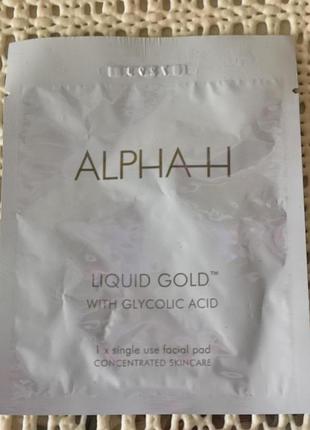 ALPHA-H
LIQUID GOLD™
WITH GLYCOLIC ACID
1 x single use facial pad
CONCENTRATED SKINCARE